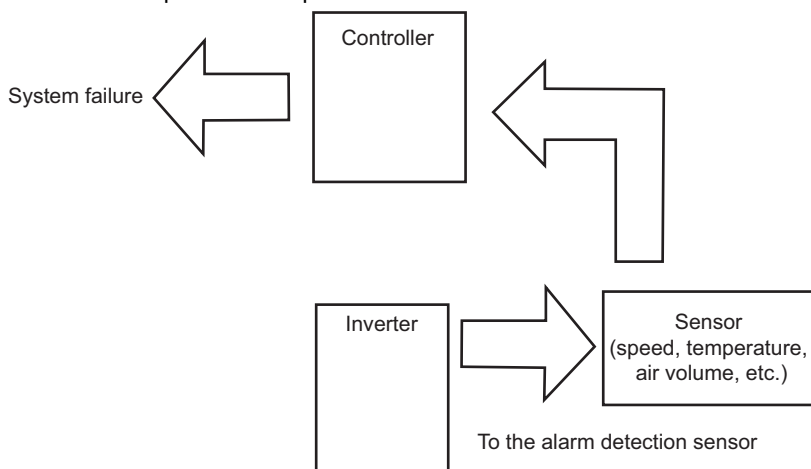 Controller
System failure
Inverter
Sensor
(speed, temperature,
air volume, etc.)
To the alarm detection sensor